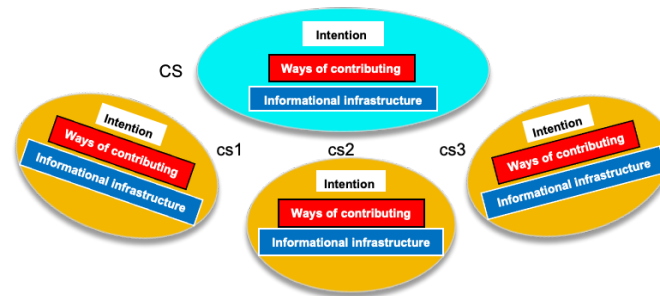 Intention
CS
Ways of contributing
Informational infrastructure
Intention
Ways of contributing
Informational infrastructure
cs1
cs2
cs3
Intention
Ways of contributing
Informational infrastructure
Intention
Ways of contributing
Informational infrastructure